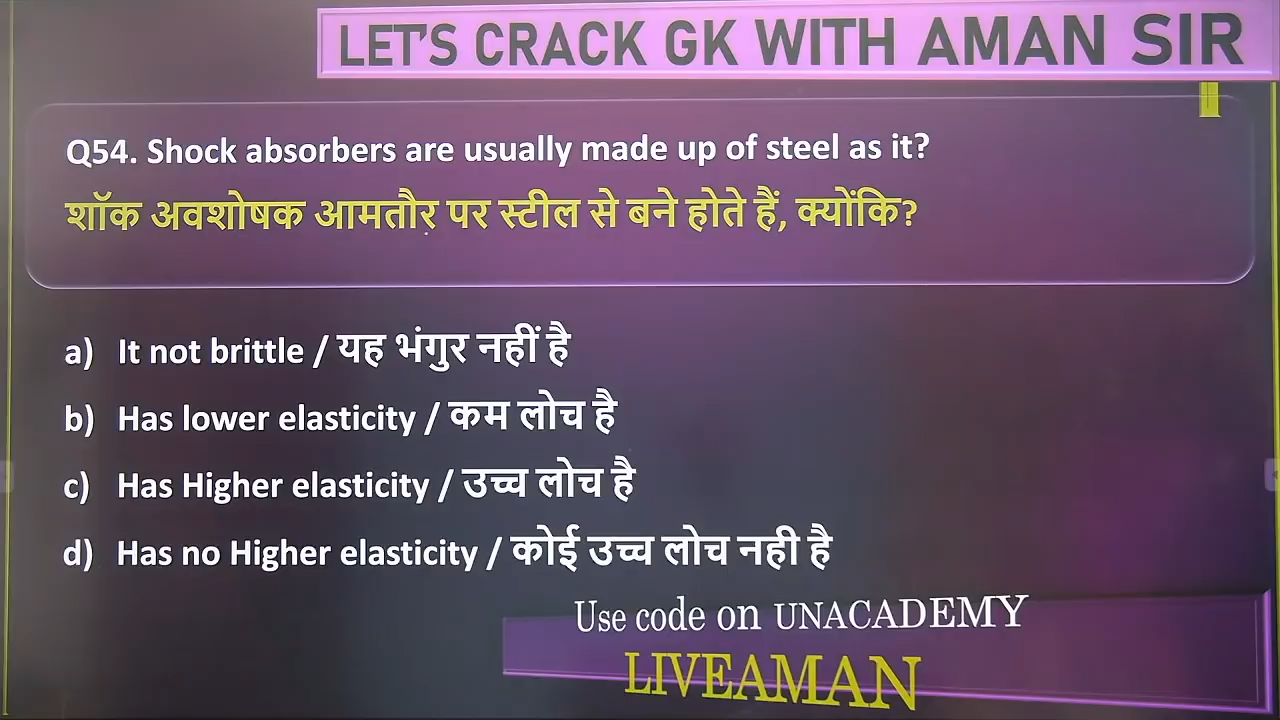 LET'S CRACK GK WITH AMAN SIR
Q54. Shock absorbers are usually made up of steel as it?
शॉक अवशोषक आमतौर पर स्टील से बने होते हैं, क्योंकि?
a) It not brittle / यह भंगुर नहीं है
b) Has lower elasticity / कम लोच है
c) Has Higher elasticity / उच्च लोच है
d) Has no Higher elasticity / कोई उच्च लोच नही है
Use code on UNACADEMY
LIVEAMAN